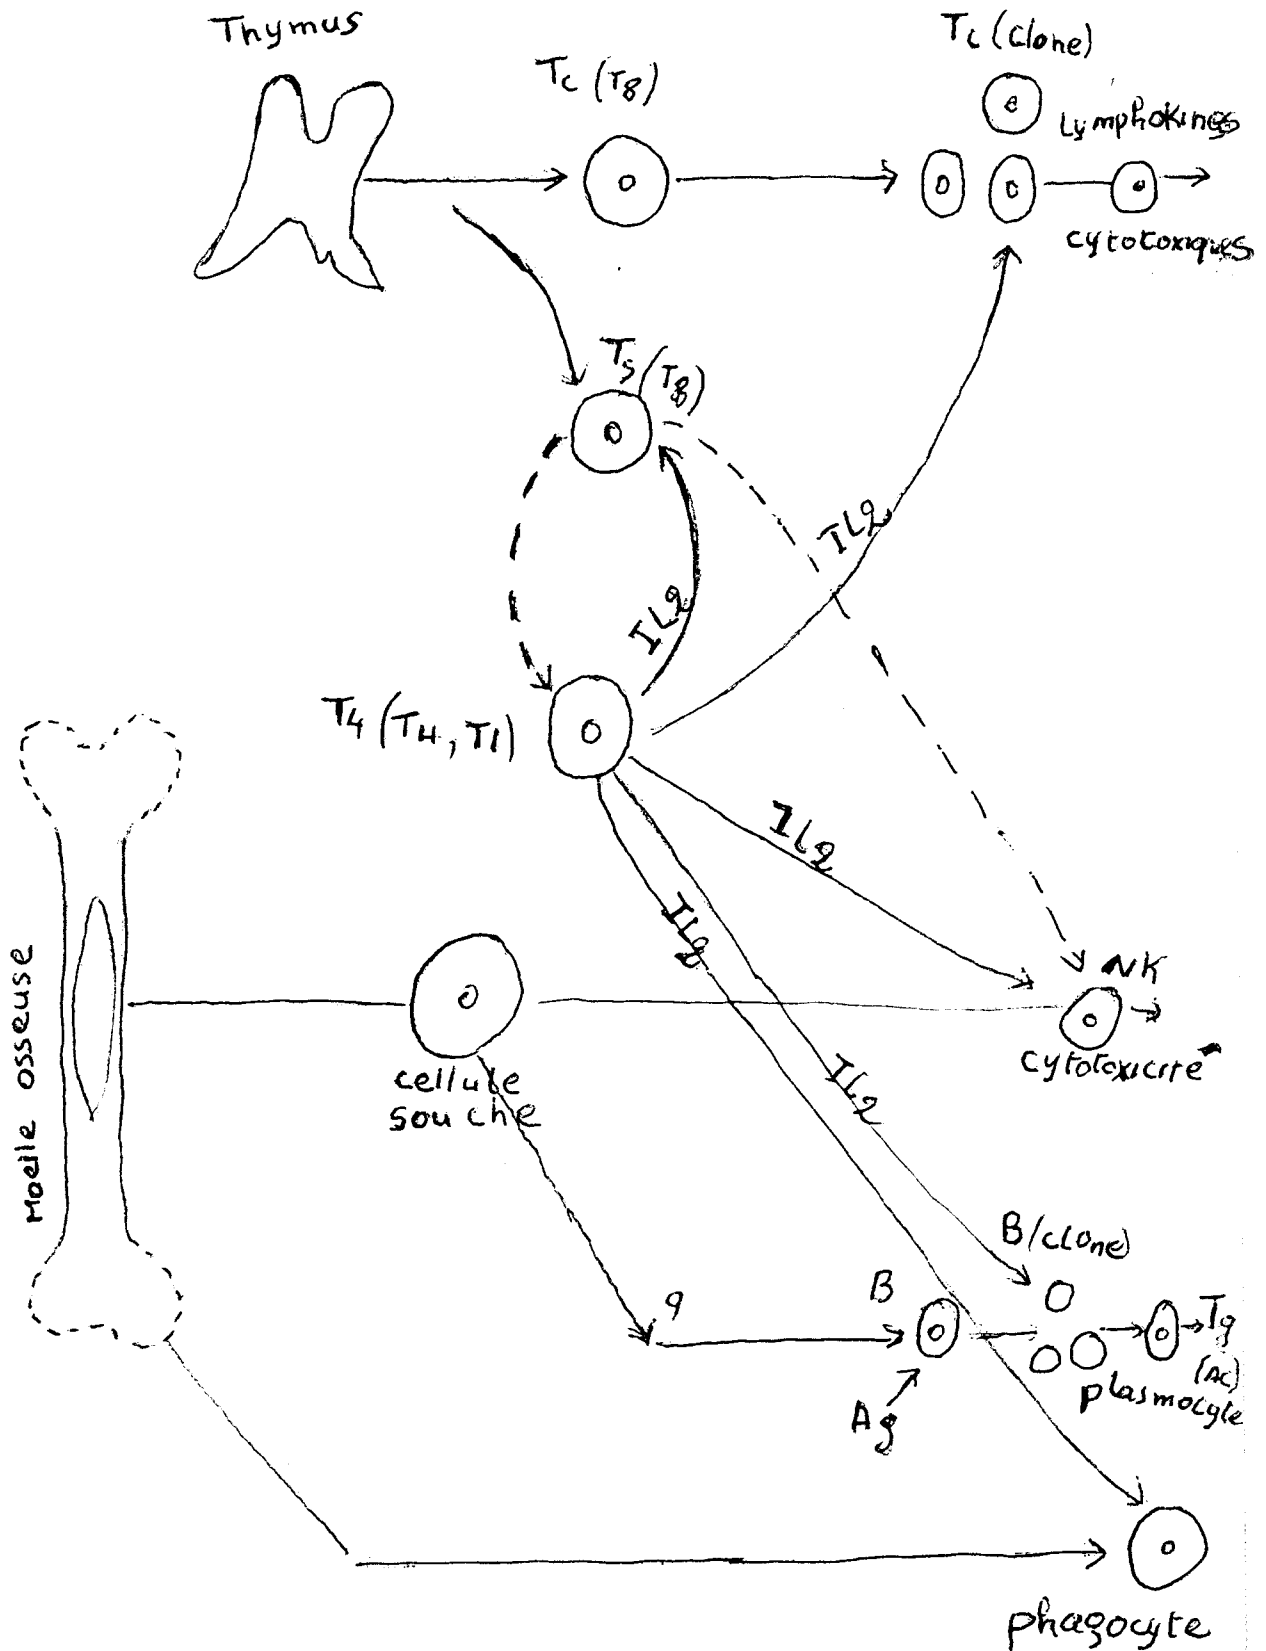 Thymus
Tc (T8)
Tc (clone)
Lymphokines
cytotoxiques
Ts (T8)
IL2
IL2
T4 (TH, TI)
IL2
IL2
IL2
NK
cytotoxicité
Moelle osseuse
cellule
souche
B/clone)
B
Ag
plasmocyte
(AC)
phagocyte